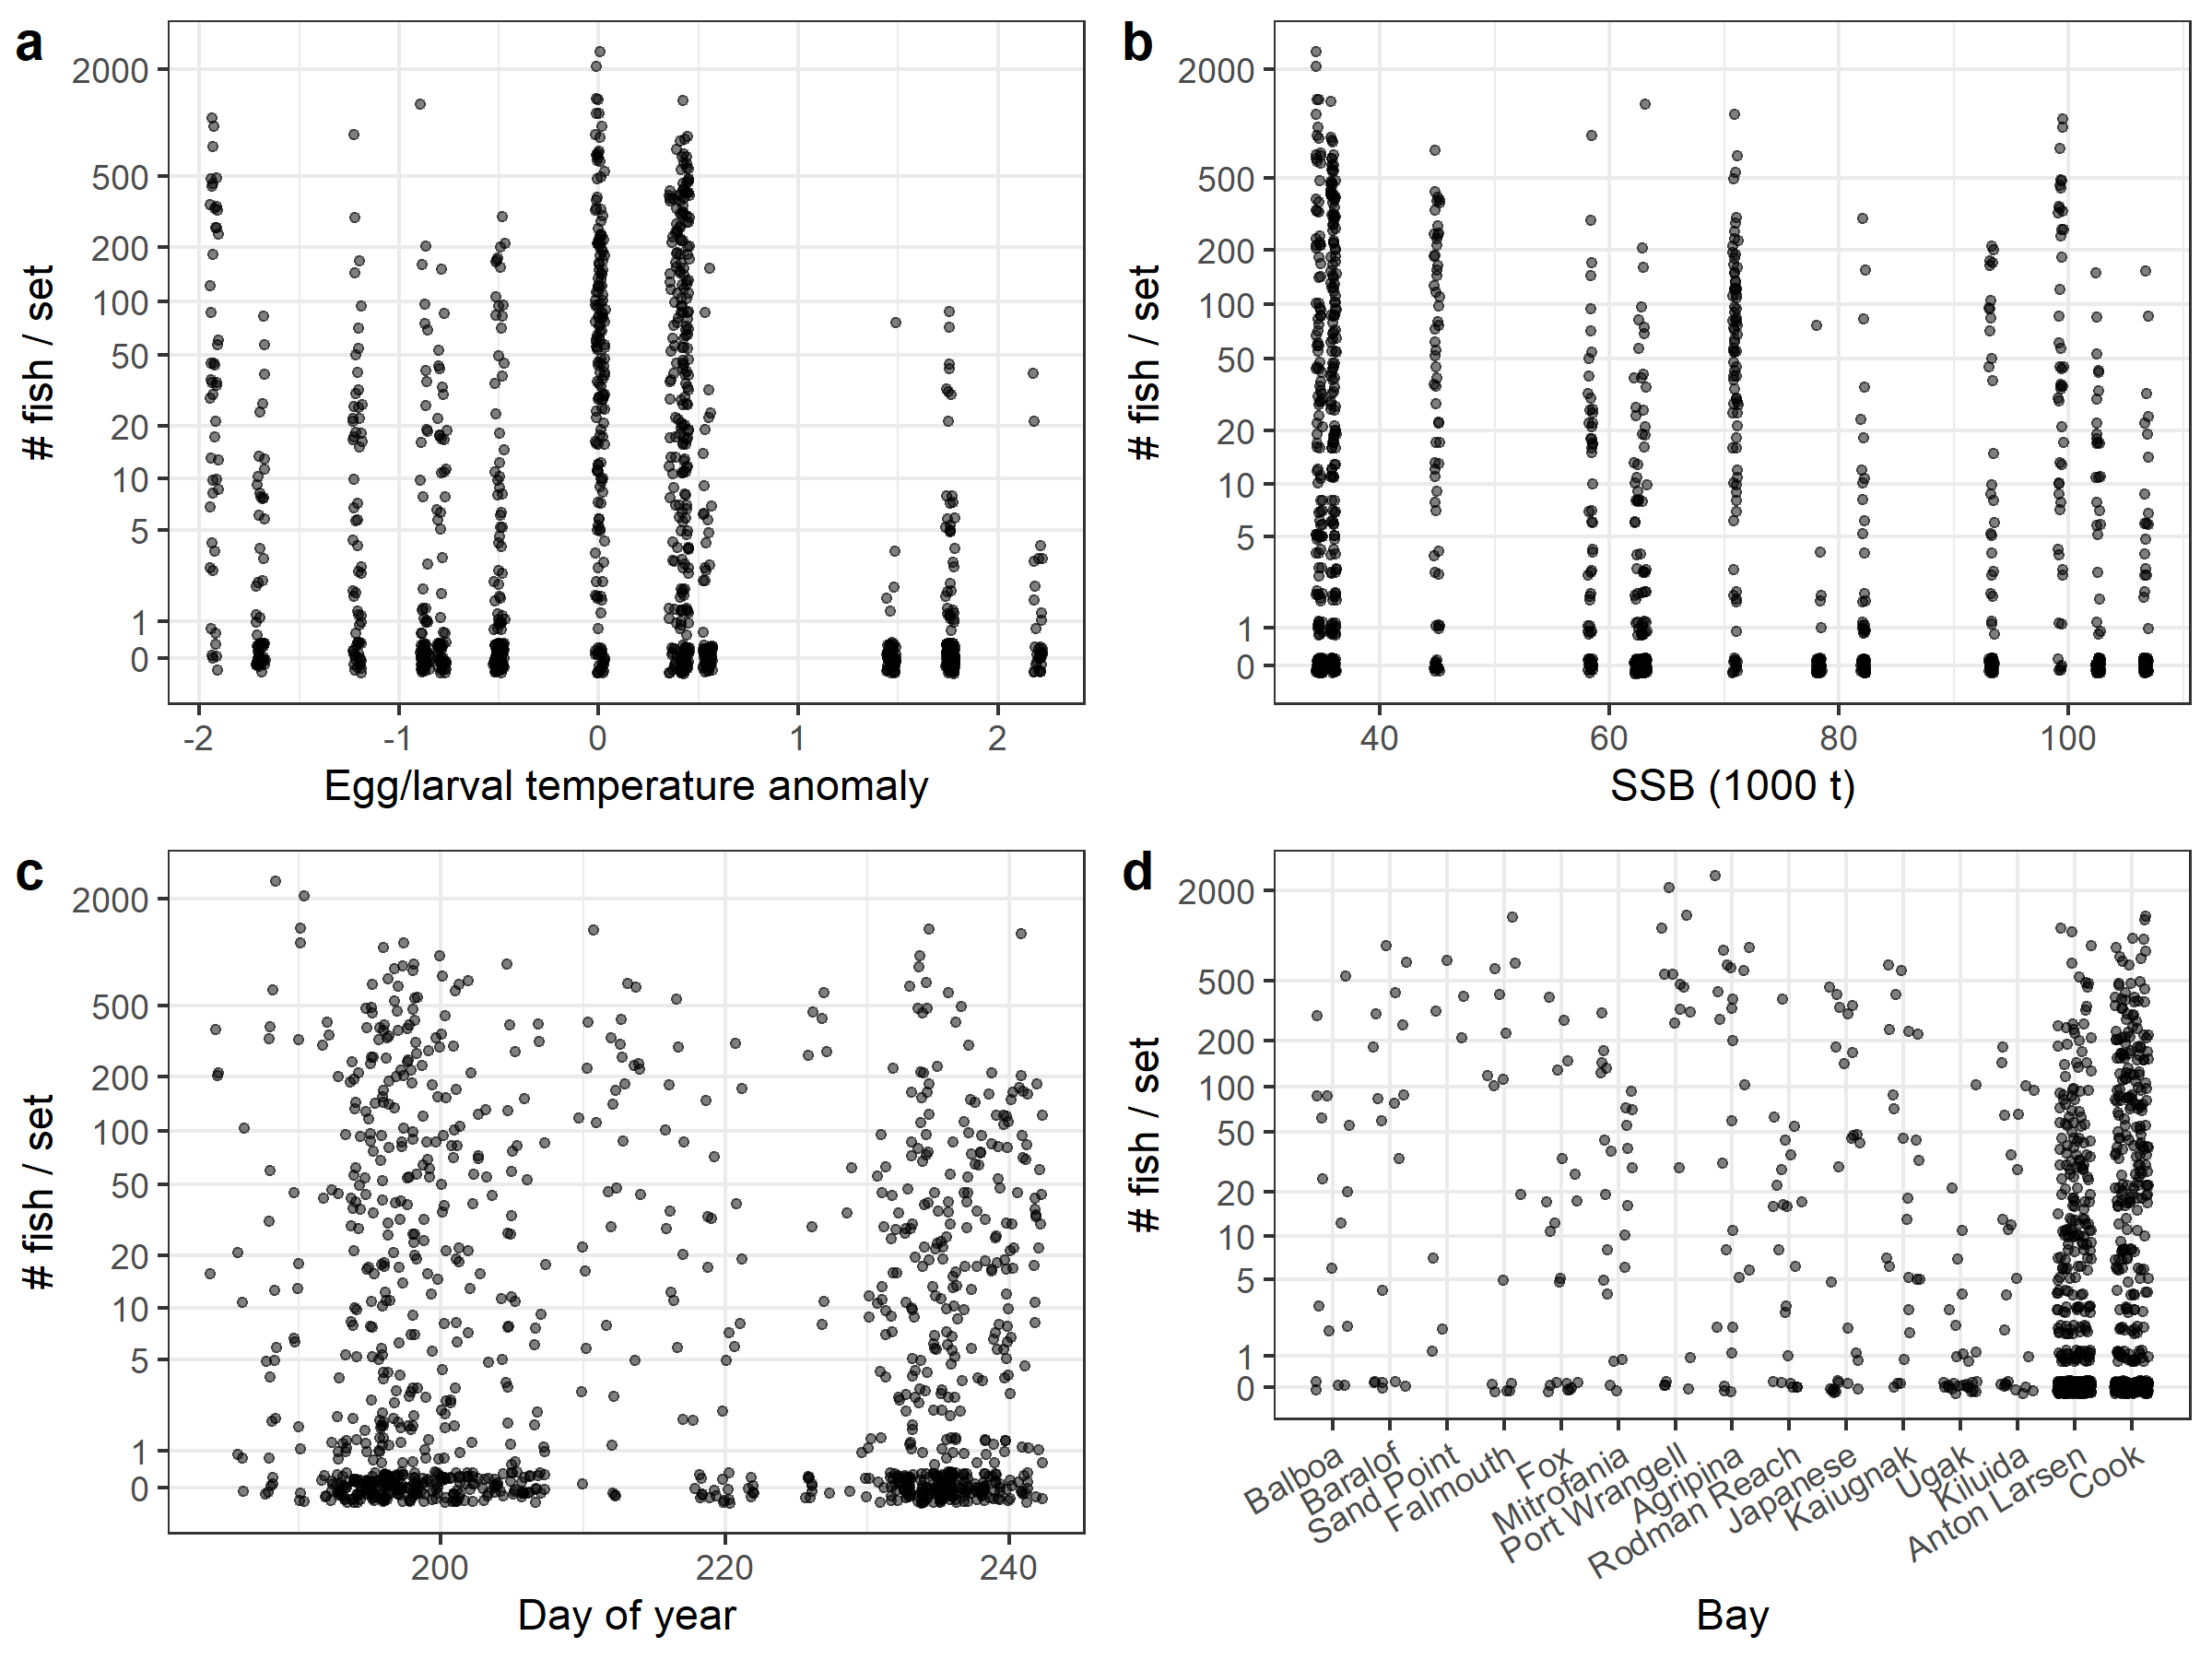 a
# fish / set
2000
500
200
100
50
20
10
5
1
0
-2 -1 0 1 2
Egg/larval temperature anomaly
b
# fish / set
2000
500
200
100
50
20
10
5
1
0
40 60 80 100
SSB (1000 t)
c
# fish / set
2000
500
200
100
50
20
10
5
1
0
200 220 240
Day of year
d
# fish / set
2000
500
200
100
50
20
10
5
1
0
Balboa
Baralof
Sand Point
Falmouth
Fox
Mitrofania
Port Wrangell
Agripina
Rodman Reach
Japanese
Kaiugnak
Ugak
Kiluida
Anton Larsen
Cook
Bay